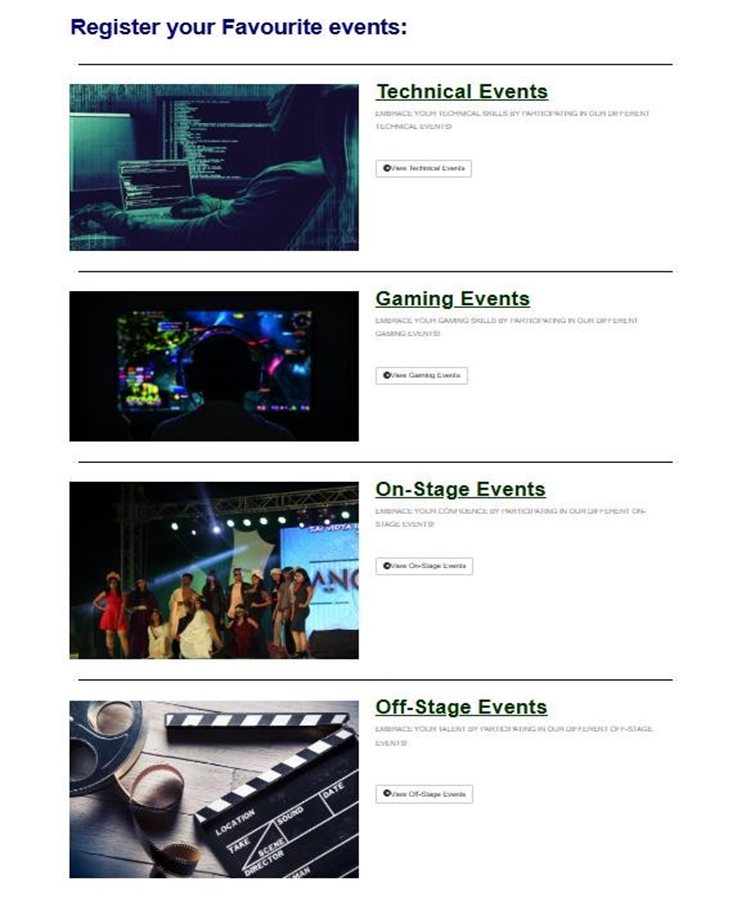 Register your Favourite events:
Technical Events
EMBRACE YOUR TECHNICAL SKILLS BY PARTICIPATING IN OUR DIFFERENT
TECHNICAL EVENTS!
View Technical Events
Gaming Events
EMBRACE YOUR GAMING SKILLS BY PARTICIPATING IN OUR DIFFERENT
GAMING EVENTS!
View Gaming Events
On-Stage Events
EMBRACE YOUR CONFIDENCE BY PARTICIPATING IN OUR DIFFERENT ON-
STAGE EVENTS!
View On-Stage Events
Off-Stage Events
EMBRACE YOUR TALENT BY PARTICIPATING IN OUR DIFFERENT OFF-STAGE
EVENTS!
View Off-Stage Events
LOCATION
DATE
SOUND
TAKE
SCENE
DIRECTOR